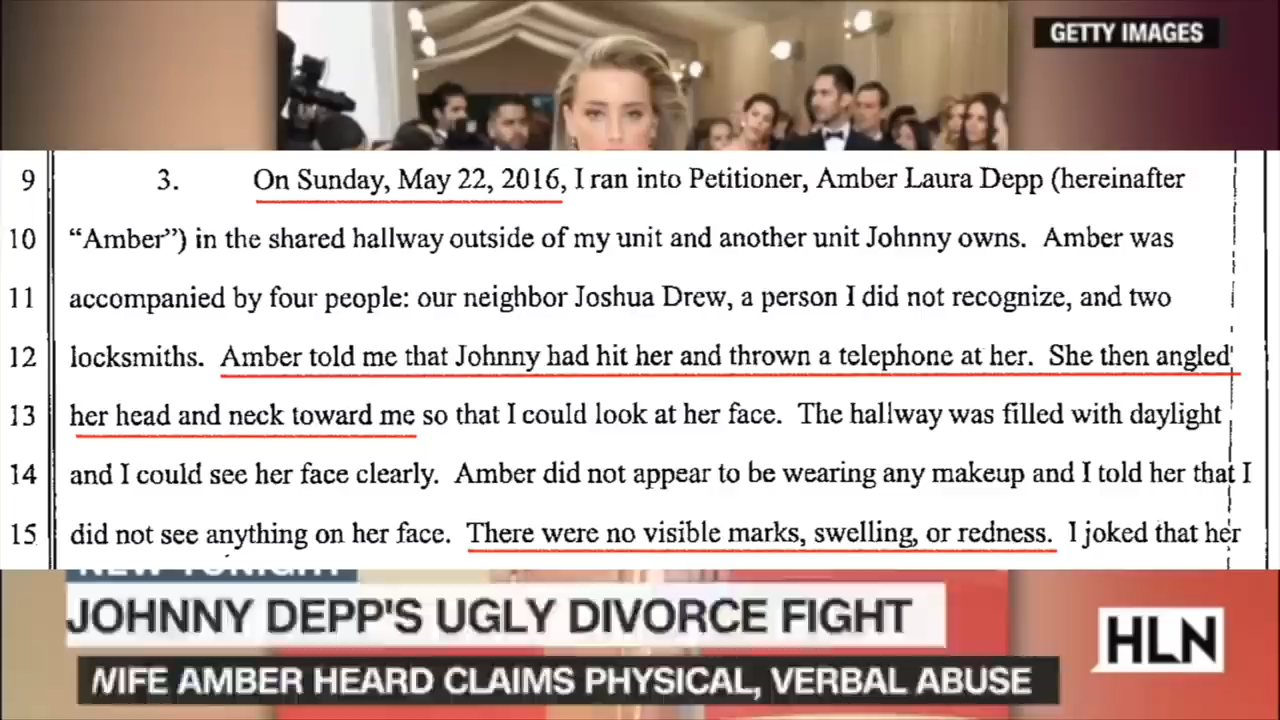 GETTY IMAGES
9 3. On Sunday, May 22, 2016, I ran into Petitioner, Amber Laura Depp (hereinafter
10 “Amber”) in the shared hallway outside of my unit and another unit Johnny owns. Amber was
11 accompanied by four people: our neighbor Joshua Drew, a person I did not recognize, and two
12 locksmiths. Amber told me that Johnny had hit her and thrown a telephone at her. She then angled
13 her head and neck toward me so that I could look at her face. The hallway was filled with daylight
14 and I could see her face clearly. Amber did not appear to be wearing any makeup and I told her that I
15 did not see anything on her face. There were no visible marks, swelling, or redness. I joked that her
NEW TONIGHT
JOHNNY DEPP'S UGLY DIVORCE FIGHT
HLN
WIFE AMBER HEARD CLAIMS PHYSICAL, VERBAL ABUSE